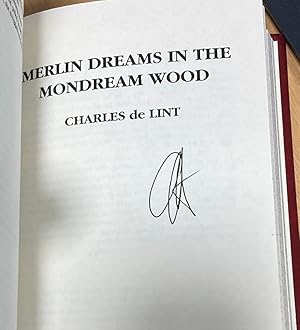 MERLIN DREAMS IN THE
MONDREAM WOOD
CHARLES de LINT